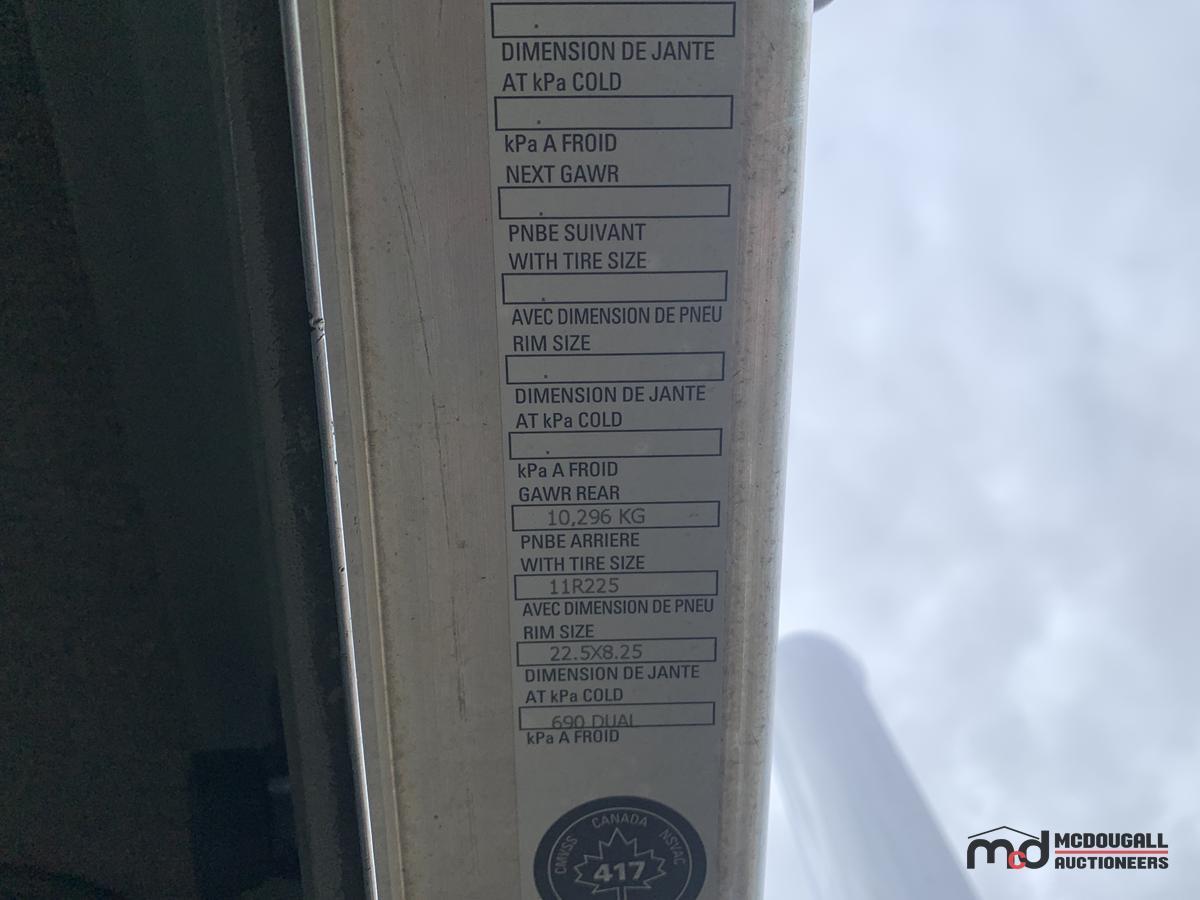 DIMENSION DE JANTE
AT kPa COLD
kPa A FROID
NEXT GAWR
PNBE SUIVANT
WITH TIRE SIZE
AVEC DIMENSION DE PNEU
RIM SIZE
DIMENSION DE JANTE
AT kPa COLD
kPa A FROID
GAWR REAR
10,296 KG
PNBE ARRIERE
WITH TIRE SIZE
11R225
AVEC DIMENSION DE PNEU
RIM SIZE
22.5X8.25
DIMENSION DE JANTE
AT kPa COLD
690 DUAL
kPa A FROID
CMVSS CANADA NSVAC
417
mcd MCDOUGALL
AUCTIONEERS